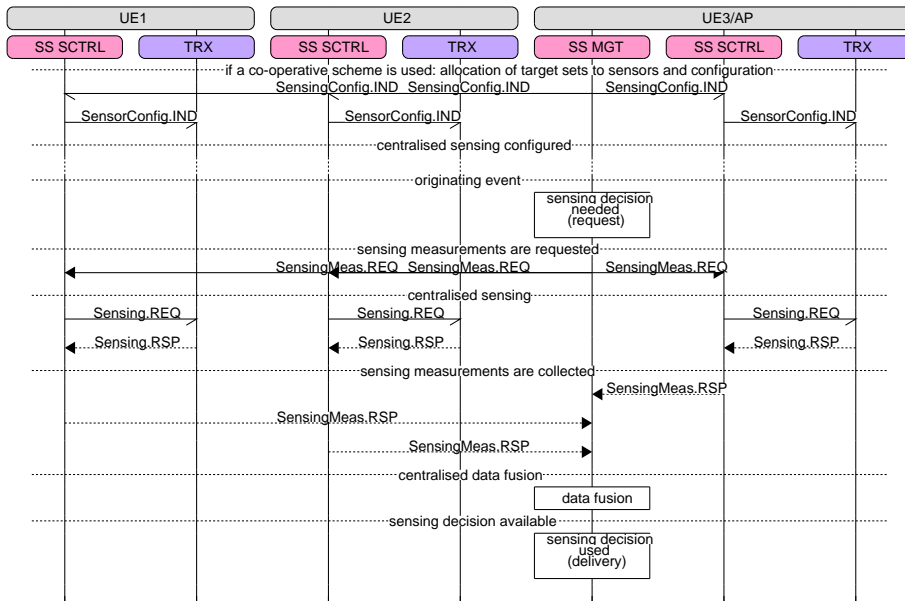 UE1 UE2 UE3/AP
SS SCTRL TRX SS SCTRL TRX SS MGT SS SCTRL TRX
if a co-operative scheme is used: allocation of target sets to sensors and configuration
SensingConfig.IND SensingConfig.IND SensingConfig.IND
SensorConfig.IND SensorConfig.IND SensorConfig.IND
centralised sensing configured
originating event
sensing decision
needed
(request)
sensing measurements are requested
SensingMeas.REQ SensingMeas.REQ SensingMeas.REQ
centralised sensing
Sensing.REQ Sensing.REQ Sensing.REQ
Sensing.RSP Sensing.RSP Sensing.RSP
sensing measurements are collected
SensingMeas.RSP
SensingMeas.RSP
SensingMeas.RSP
centralised data fusion
data fusion
sensing decision available
sensing decision
used
(delivery)